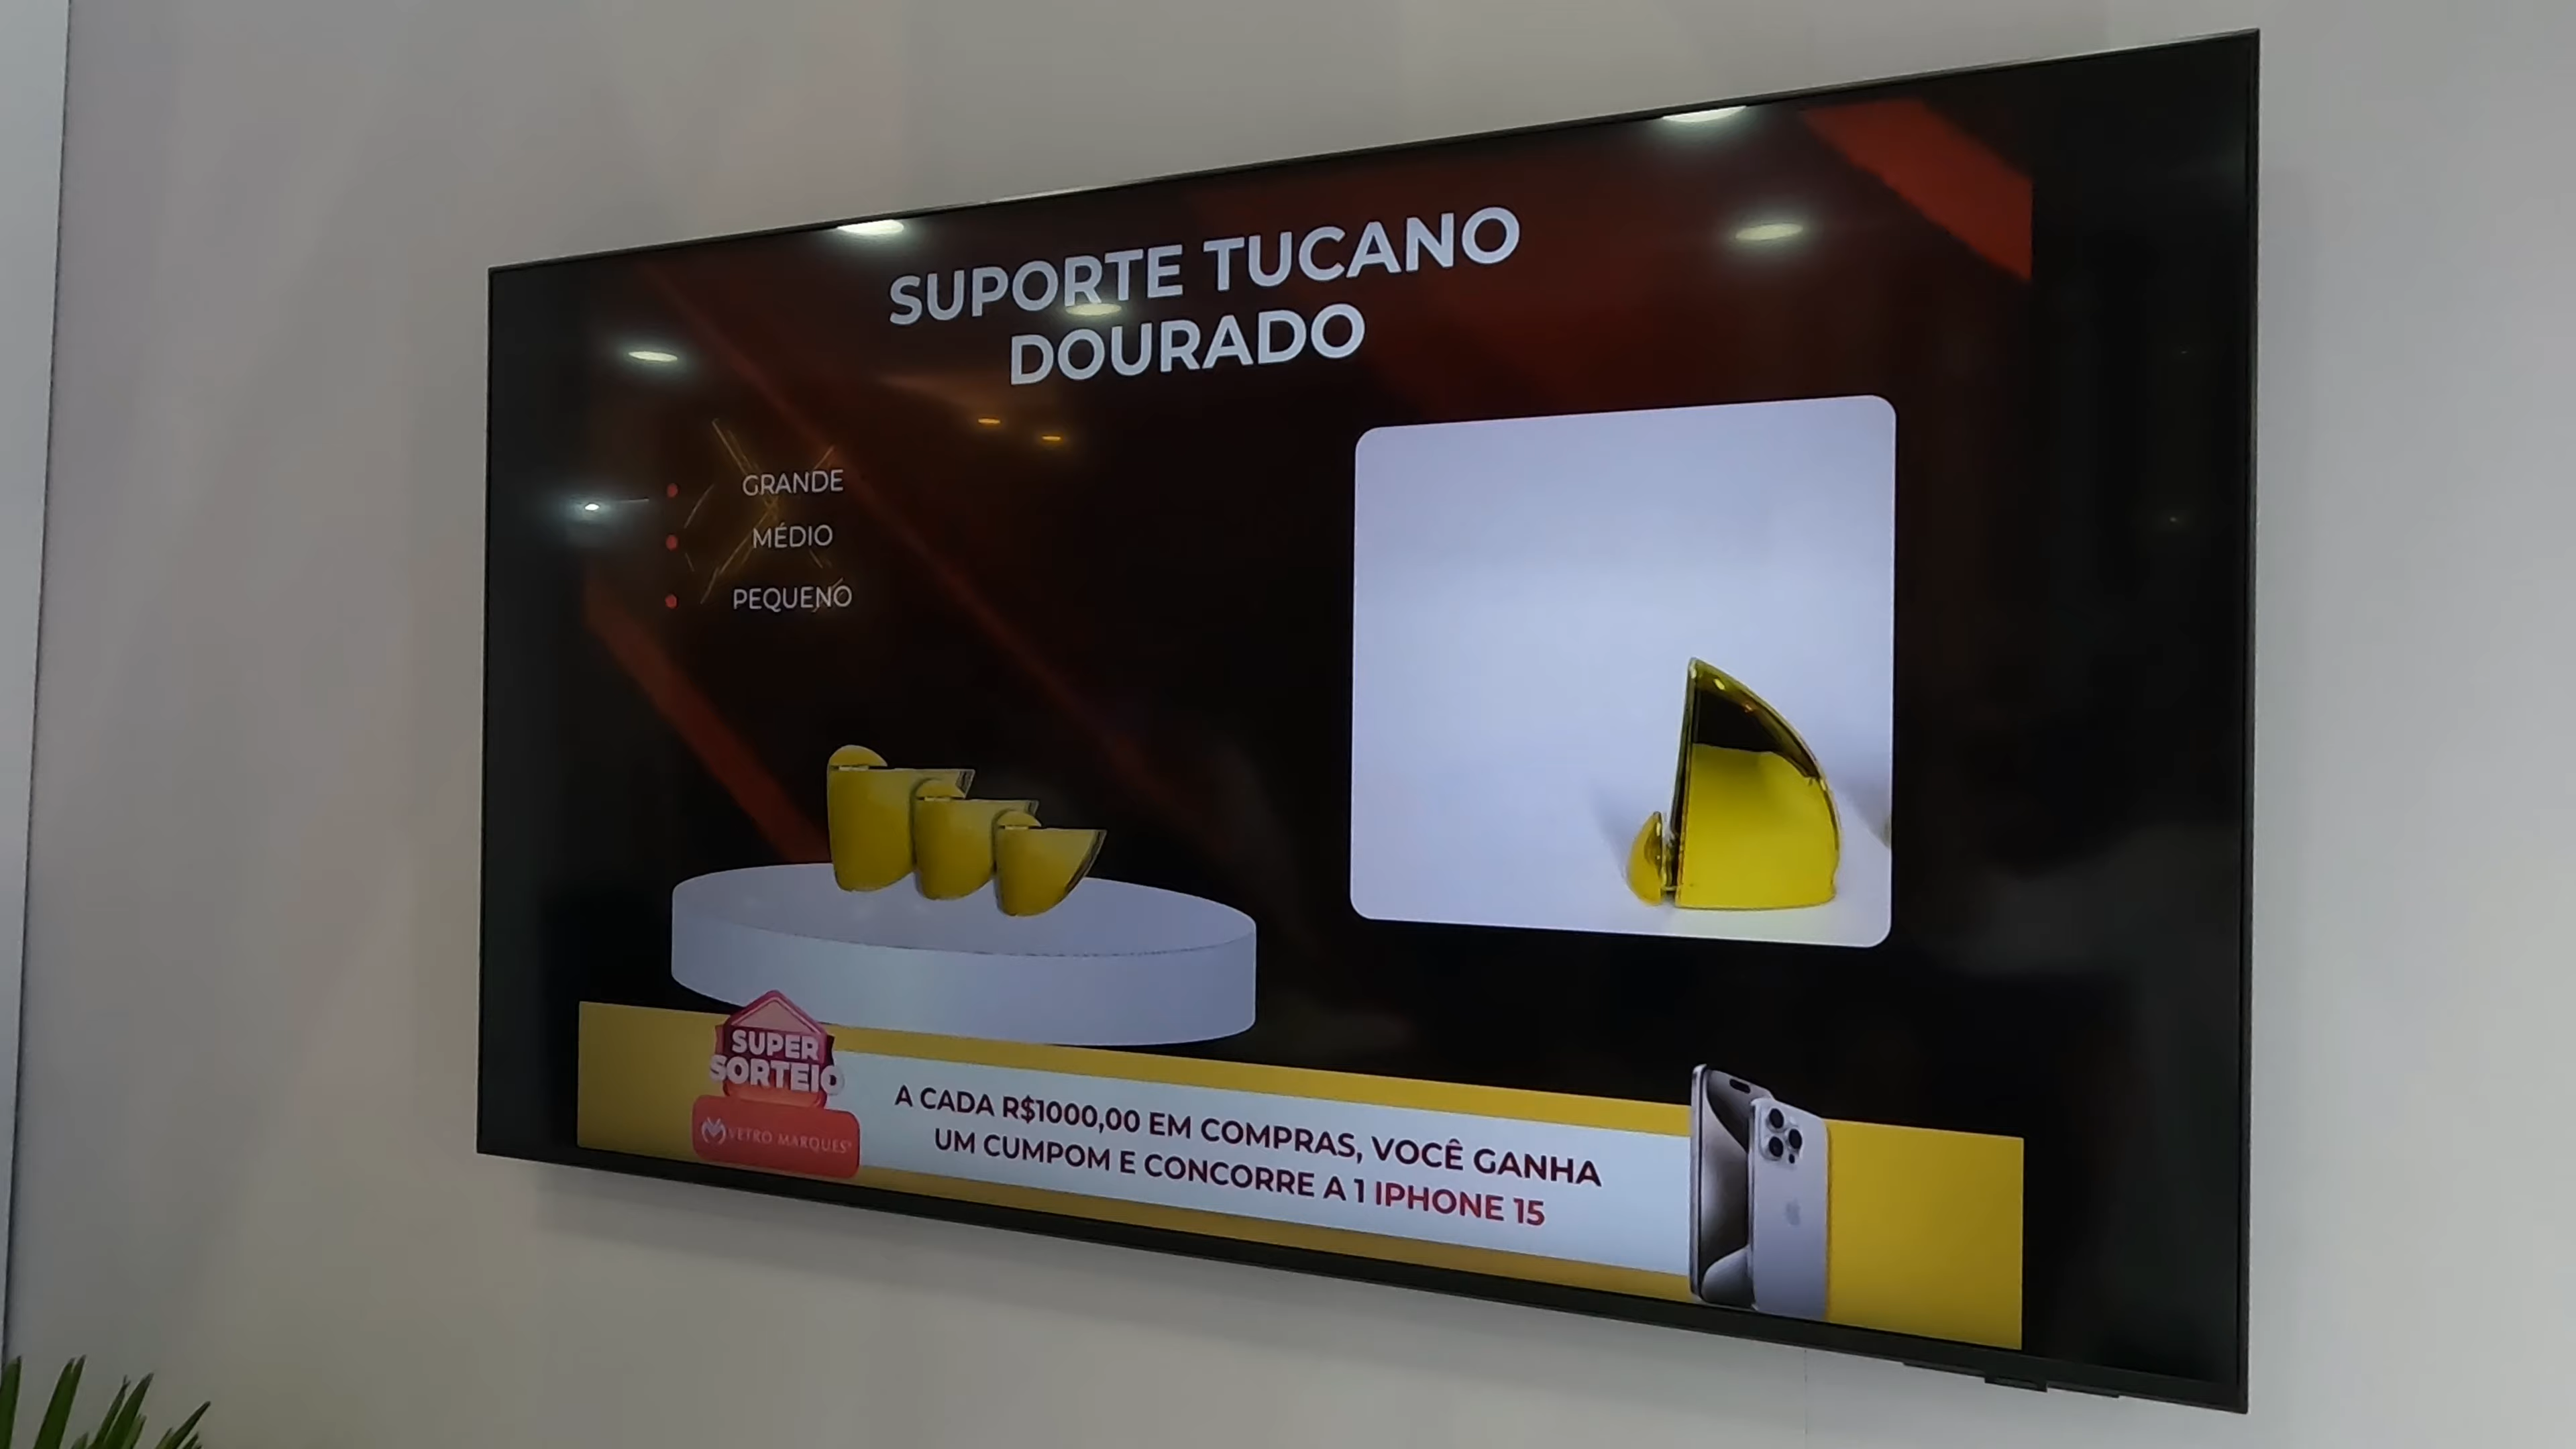 SUPORTE TUCANO
DOURADO
GRANDE
MÉDIO
PEQUENO
SUPER
SORTEIO
VETRO MARQUES
A CADA R$1000,00 EM COMPRAS, VOCÊ GANHA
UM CUMPOM E CONCORRE A 1 IPHONE 15